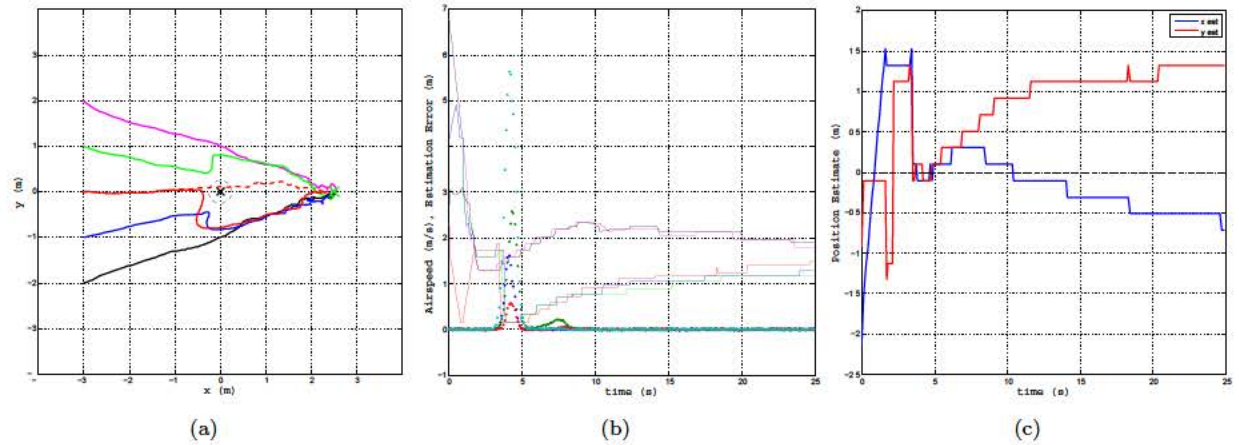 3
2
1
0
-1
-2
-3
-3 -2 -1 0 1 2 3
y (m)
x (m)
(a)
7
6
5
4
3
2
1
0
-1
0 5 10 15 20 25
Airspeed (m/s), Estimation Error (m)
time (s)
(b)
x est
y est
2
1 5
1
0 5
0
-0 5
-1
-1 5
-2
-2 5
0 5 10 15 20 25
Position Estimate (m)
time (s)
(c)